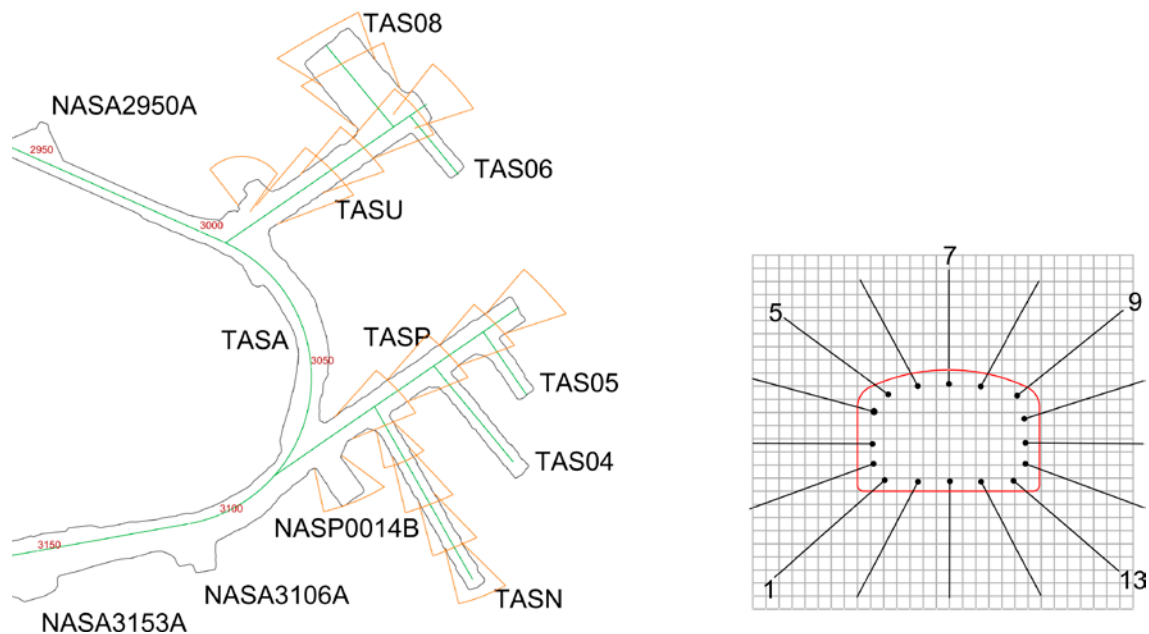 TAS08
NASA2950A
2950
TAS06
TASU
3000
TASP
TASA
3050
TAS05
TAS04
3100
NASP0014B
3150
TASN
NASA3106A
NASA3153A
7
5
9
1
13